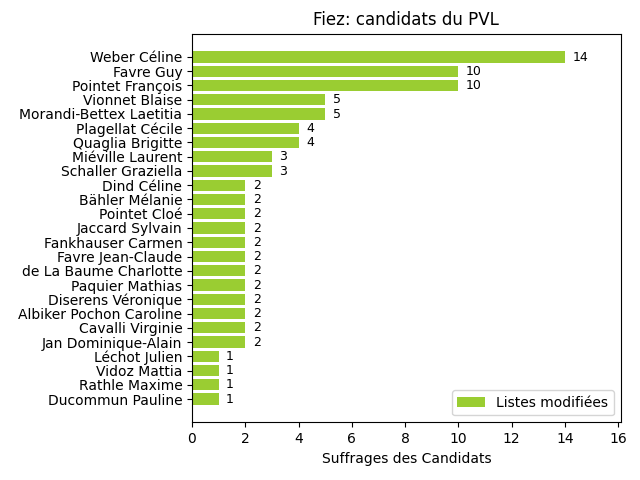 Fiez: candidats du PVL
Weber Céline 14
Favre Guy 10
Pointet François 10
Vionnet Blaise 5
Morandi-Bettex Laetitia 5
Plagellat Cécile 4
Quaglia Brigitte 4
Miéville Laurent 3
Schaller Graziella 3
Dind Céline 2
Bähler Mélanie 2
Pointet Cloé 2
Jaccard Sylvain 2
Fankhauser Carmen 2
Favre Jean-Claude 2
de La Baume Charlotte 2
Paquier Mathias 2
Diserens Véronique 2
Albiker Pochon Caroline 2
Cavalli Virginie 2
Jan Dominique-Alain 2
Léchot Julien 1
Vidoz Mattia 1
Rathle Maxime 1
Ducommun Pauline 1
Listes modifiées
0 2 4 6 8 10 12 14 16
Suffrages des Candidats